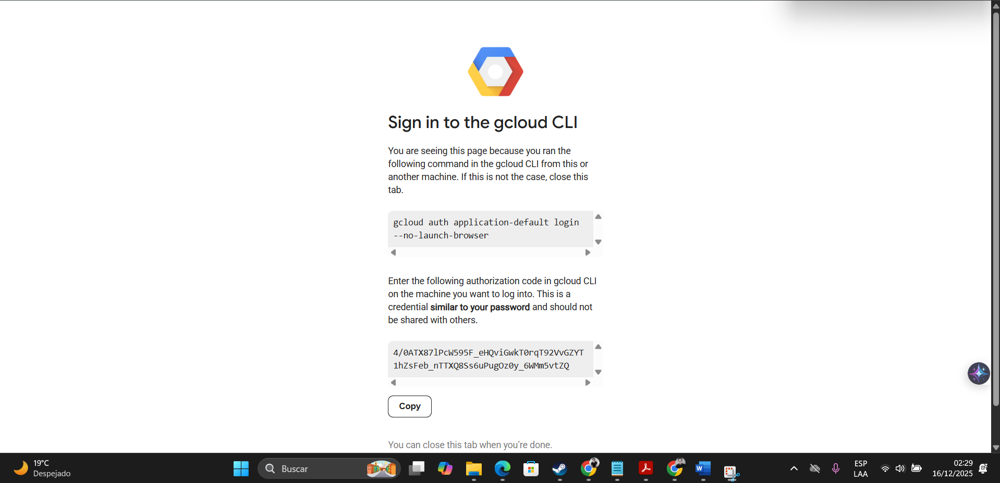 Sign in to the gcloud CLI
You are seeing this page because you ran the
following command in the gcloud CLI from this or
another machine. If this is not the case, close this
tab.
gcloud auth application-default login
--no-launch-browser
Enter the following authorization code in gcloud CLI
on the machine you want to log into. This is a
credential similar to your password and should not
be shared with others.
4/0ATX87lPcW595F_eHQviGwkT0rqT92VvGZYT
1hZsFeb_nTTXQ8Ss6uPugOz0y_6WMm5vtZQ
Copy
You can close this tab when you’re done.
19°C
Despejado
Buscar
ESP
LAA
02:29
16/12/2025